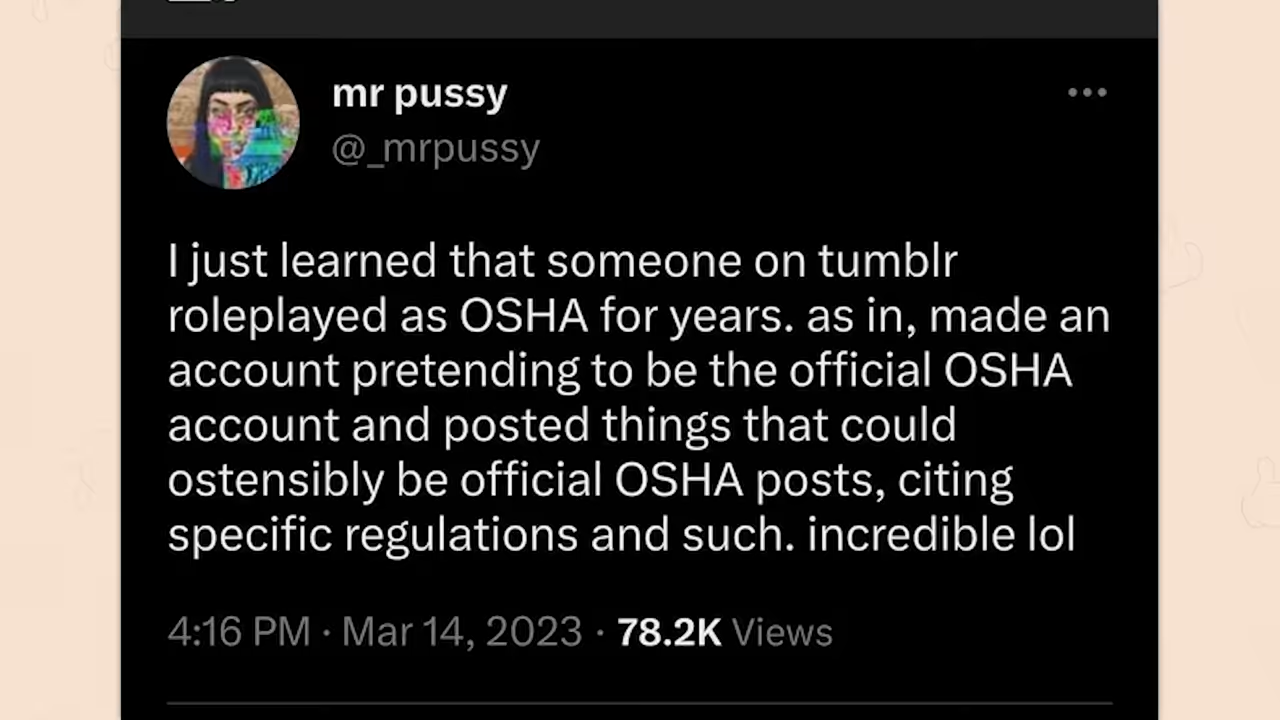 mr pussy
@_mrpussy
I just learned that someone on tumblr
roleplayed as OSHA for years. as in, made an
account pretending to be the official OSHA
account and posted things that could
ostensibly be official OSHA posts, citing
specific regulations and such. incredible lol
4:16 PM · Mar 14, 2023 · 78.2K Views